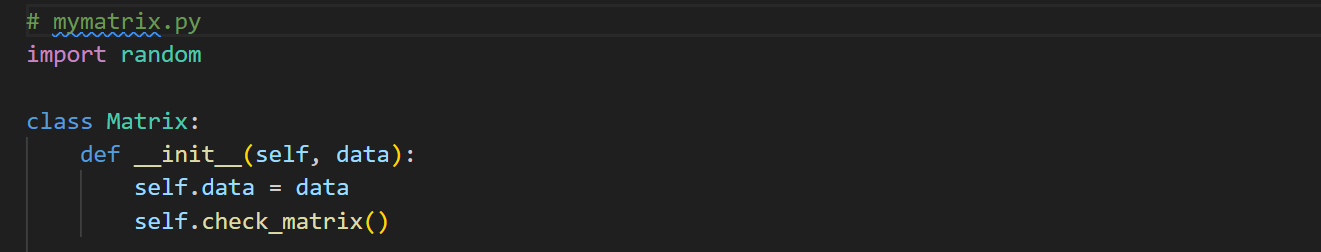 # mymatrix.py
import random
class Matrix:
    def __init__(self, data):
        self.data = data
        self.check_matrix()